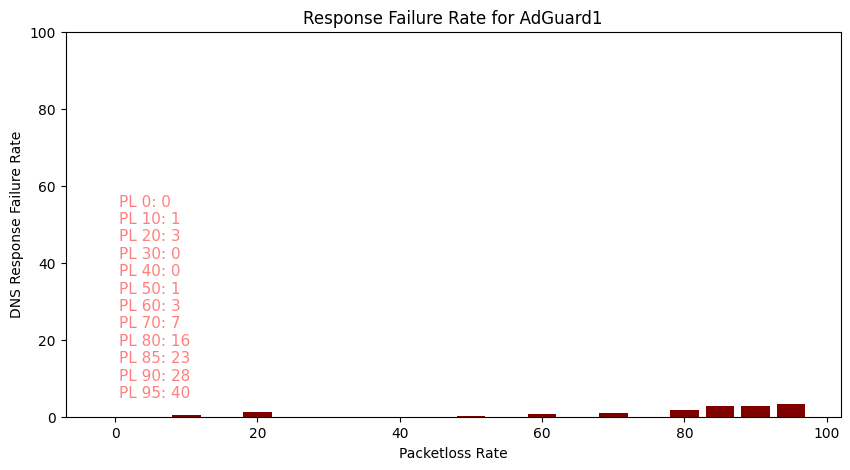 Response Failure Rate for AdGuard1
100
80
60
40
20
0
DNS Response Failure Rate
PL 0: 0
PL 10: 1
PL 20: 3
PL 30: 0
PL 40: 0
PL 50: 1
PL 60: 3
PL 70: 7
PL 80: 16
PL 85: 23
PL 90: 28
PL 95: 40
0 20 40 60 80 100
Packetloss Rate